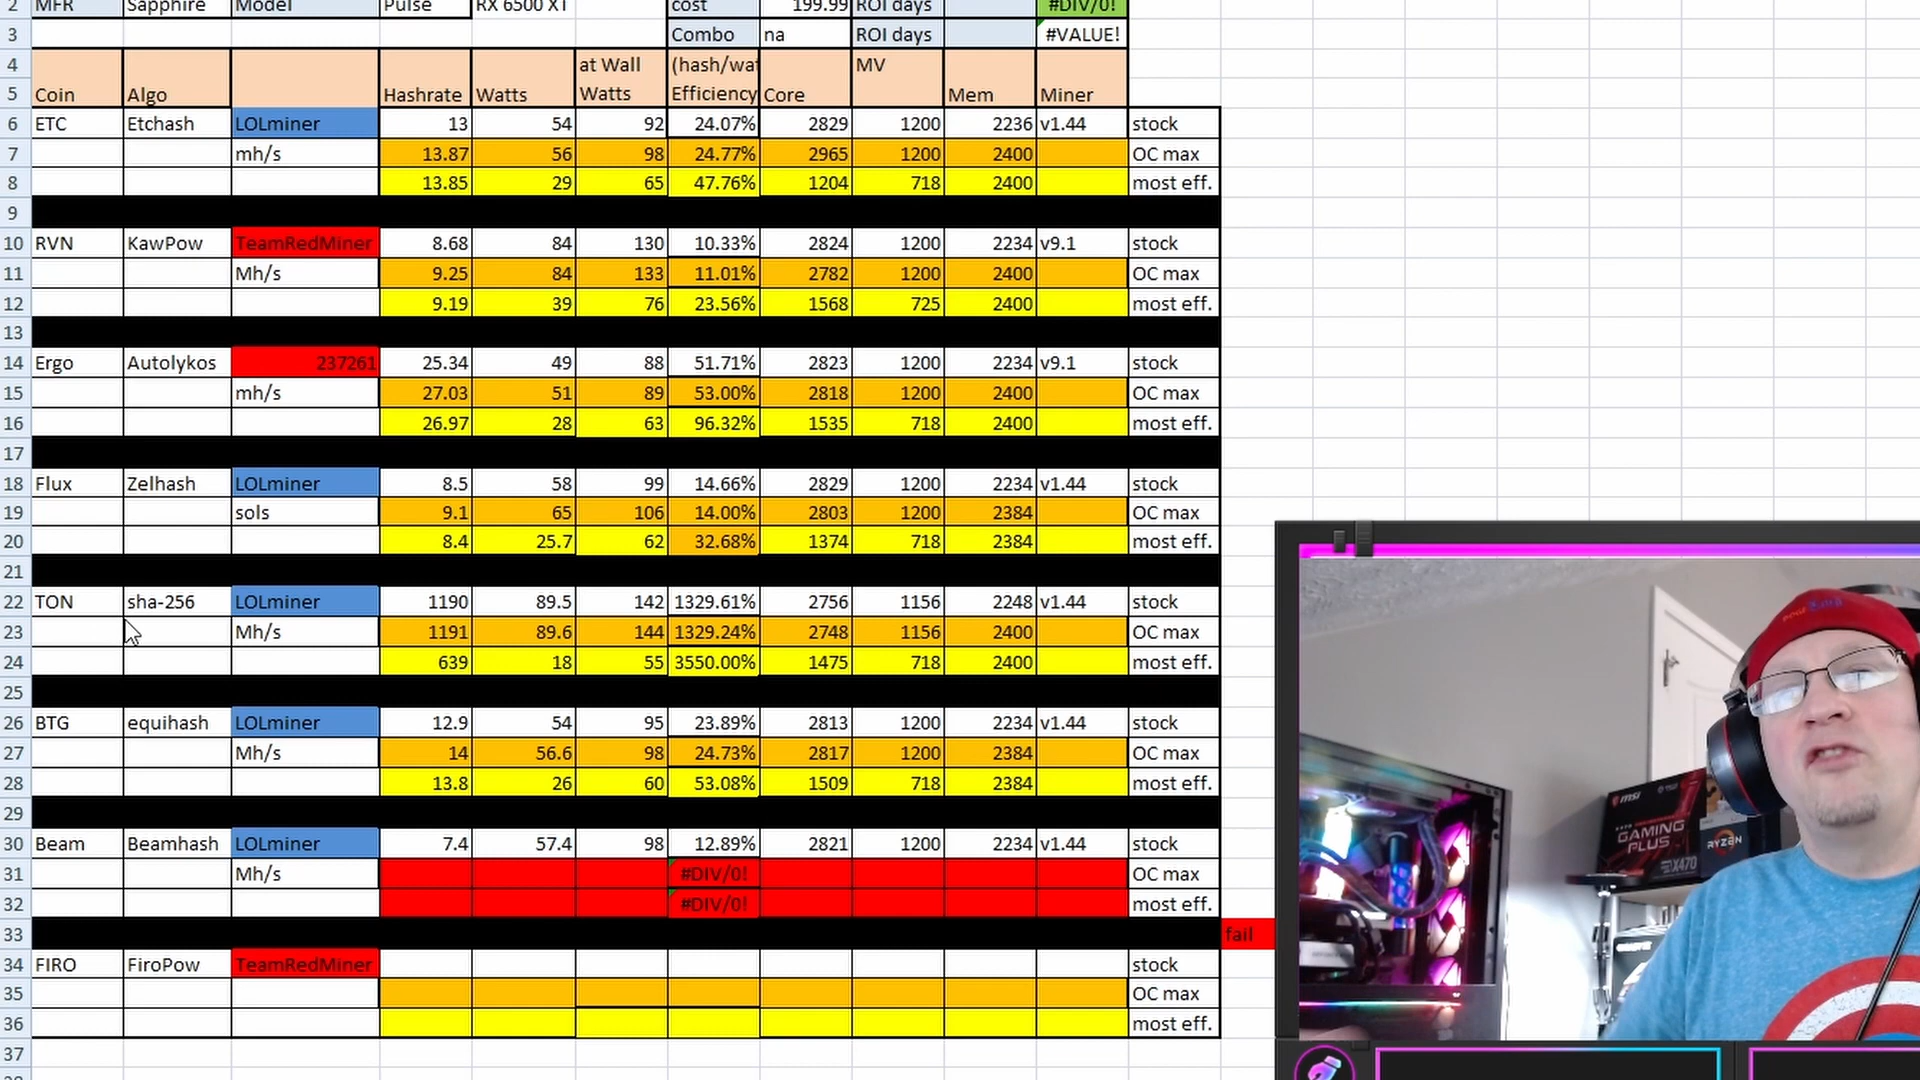 2 MFR Sapphire Model Pulse RX 6500 XT cost 199.99 ROI days #DIV/0!
3 Combo na ROI days #VALUE!
4 at Wall (hash/wat MV
5 Coin Algo Hashrate Watts Watts Efficiency Core Mem Miner
6 ETC Etchash LOLminer 13 54 92 24.07% 2829 1200 2236 v1.44 stock
7 mh/s 13.87 56 98 24.77% 2965 1200 2400 OC max
8 13.85 29 65 47.76% 1204 718 2400 most eff.
9
10 RVN KawPow TeamRedMiner 8.68 84 130 10.33% 2824 1200 2234 v9.1 stock
11 Mh/s 9.25 84 133 11.01% 2782 1200 2400 OC max
12 9.19 39 76 23.56% 1568 725 2400 most eff.
13
14 Ergo Autolykos 237261 25.34 49 88 51.71% 2823 1200 2234 v9.1 stock
15 mh/s 27.03 51 89 53.00% 2818 1200 2400 OC max
16 26.97 28 63 96.32% 1535 718 2400 most eff.
17
18 Flux Zelhash LOLminer 8.5 58 99 14.66% 2829 1200 2234 v1.44 stock
19 sols 9.1 65 106 14.00% 2803 1200 2384 OC max
20 8.4 25.7 62 32.68% 1374 718 2384 most eff.
21
22 TON sha-256 LOLminer 1190 89.5 142 1329.61% 2756 1156 2248 v1.44 stock
23 Mh/s 1191 89.6 144 1329.24% 2748 1156 2400 OC max
24 639 18 55 3550.00% 1475 718 2400 most eff.
25
26 BTG equihash LOLminer 12.9 54 95 23.89% 2813 1200 2234 v1.44 stock
27 Mh/s 14 56.6 98 24.73% 2817 1200 2384 OC max
28 13.8 26 60 53.08% 1509 718 2384 most eff.
29
30 Beam Beamhash LOLminer 7.4 57.4 98 12.89% 2821 1200 2234 v1.44 stock
31 Mh/s #DIV/0! OC max
32 #DIV/0! most eff.
33 fail
34 FIRO FiroPow TeamRedMiner stock
35 OC max
36 most eff.
37
msi
GAMING
PLUS
X470
RYZEN